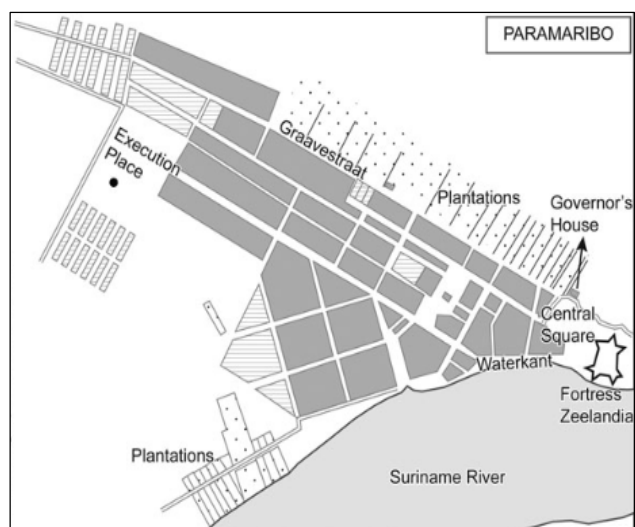 PARAMARIBO
Graavestraat
Execution
Place
Plantations
Governor's
House
Central
Square
Waterkant
Fortress
Zeelandia
Plantations
Suriname River